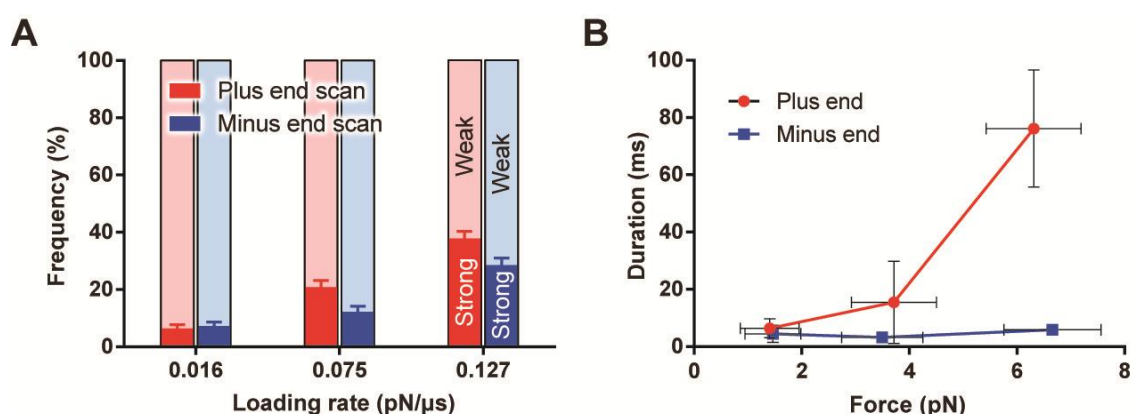 A
100
80
60
40
20
0
Frequency (%)
Plus end scan
Minus end scan
Weak
Weak
Strong
Strong
0.016
0.075
0.127
Loading rate (pN/µs)
B
100
80
60
40
20
0
Duration (ms)
Plus end
Minus end
0
2
4
6
8
Force (pN)